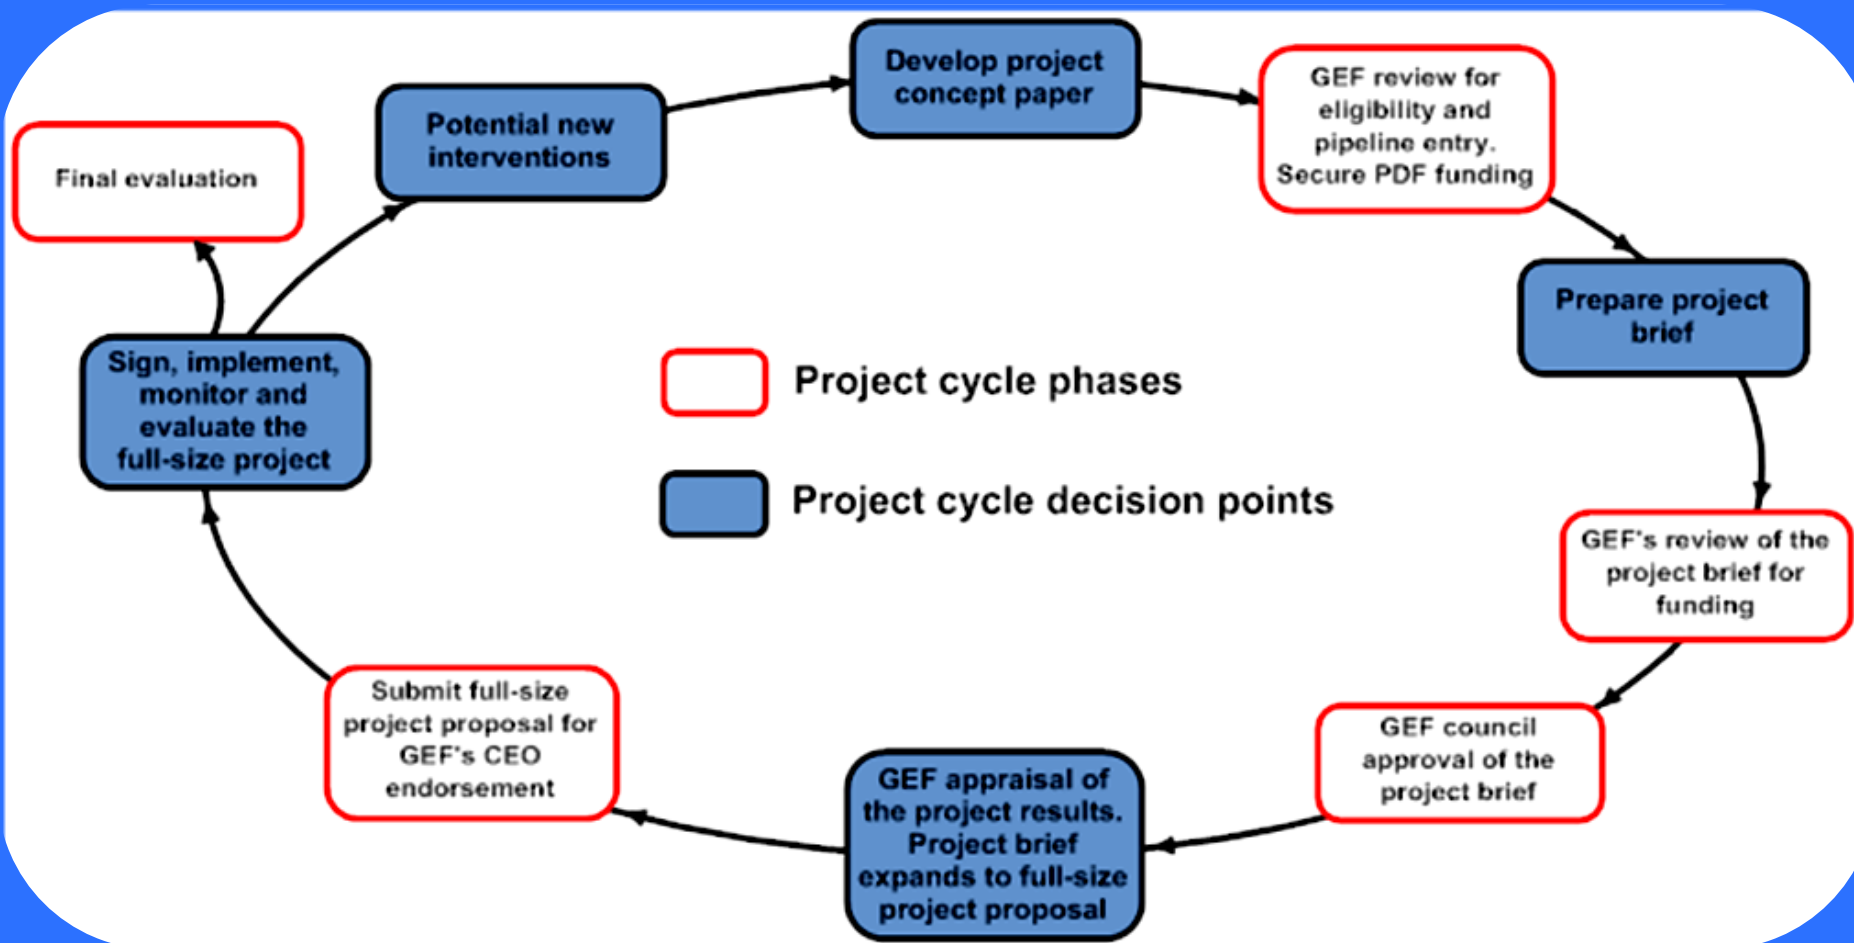 Develop project
concept paper
GEF review for
eligibility and
pipeline entry.
Secure PDF funding
Potential new
interventions
Final evaluation
Prepare project
brief
Sign, implement,
monitor and
evaluate the
full-size project
Project cycle phases
Project cycle decision points
GEF's review of the
project brief for
funding
Submit full-size
project proposal for
GEF's CEO
endorsement
GEF council
approval of the
project brief
GEF appraisal of
the project results.
Project brief
expands to full-size
project proposal